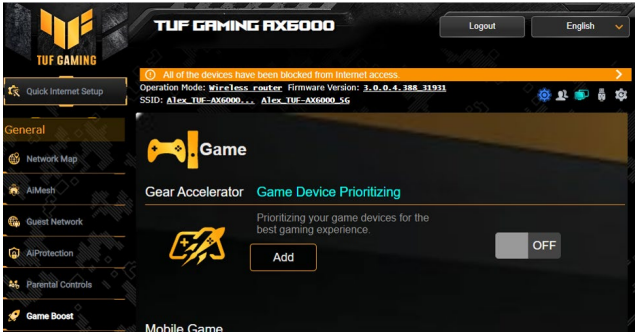 TUF GAMING AX6000
Logout
English
TUF GAMING
All of the devices have been blocked from Internet access.
Quick Internet Setup
Operation Mode: Wireless router Firmware Version: 3.0.0.4.388_31931
SSID: Alex_TUF-AX6000... Alex_TUF-AX6000_5G
General
Network Map
AiMesh
Guest Network
AiProtection
Parental Controls
Game Boost
Game
Gear Accelerator Game Device Prioritizing
Prioritizing your game devices for the
best gaming experience.
Add
OFF
Mobile Game